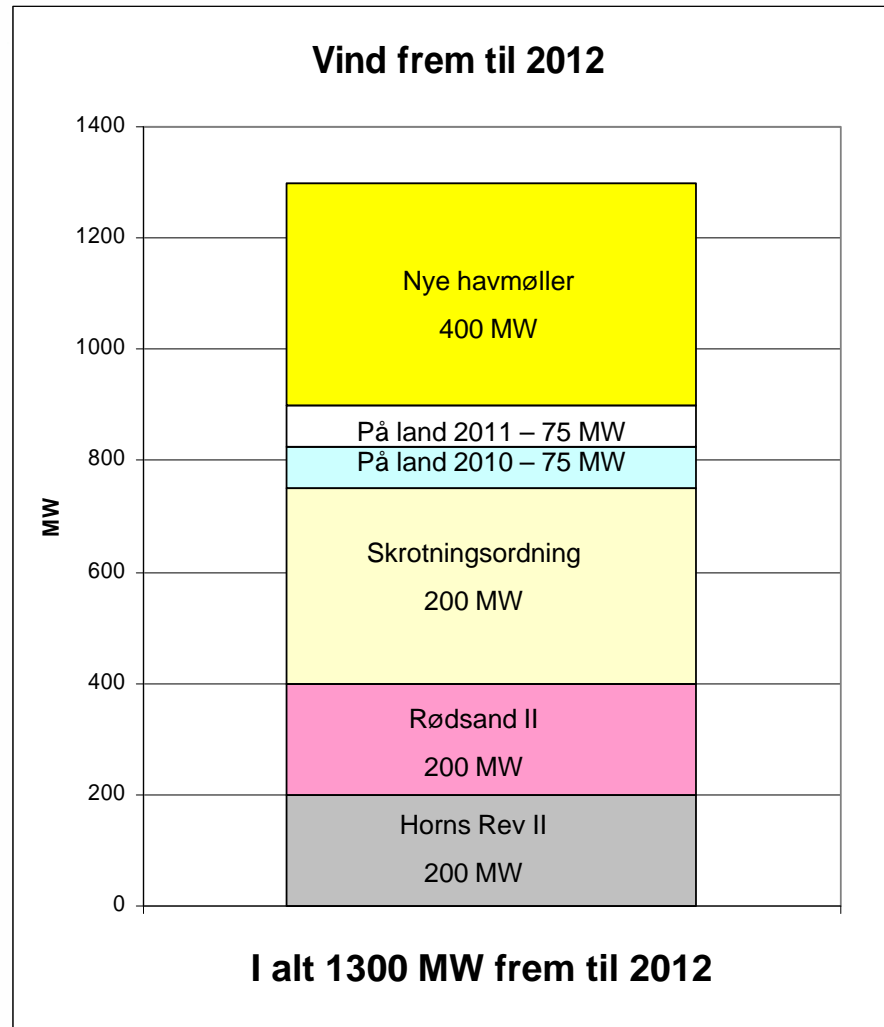 Vind frem til 2012
1400
1200
1000
800
600
400
200
0
MW
Nye havmøller
400 MW
På land 2011 – 75 MW
På land 2010 – 75 MW
Skrotningsordning
200 MW
Rødsand II
200 MW
Horns Rev II
200 MW
I alt 1300 MW frem til 2012